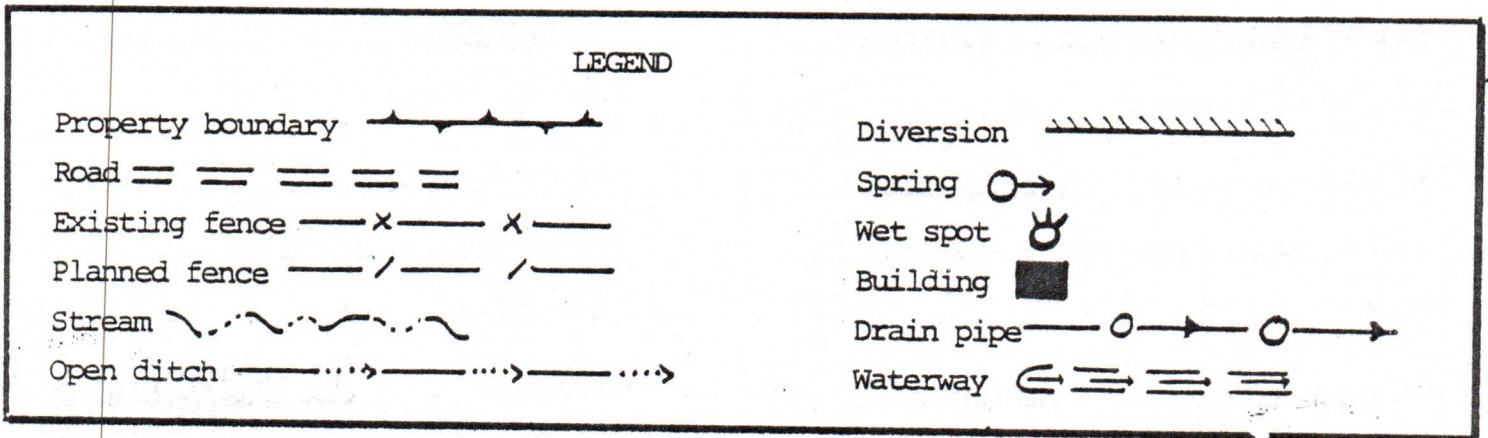 LEGEND
Property boundary
Road
Existing fence
Planned fence
Stream
Open ditch
Diversion
Spring
Wet spot
Building
Drain pipe
Waterway